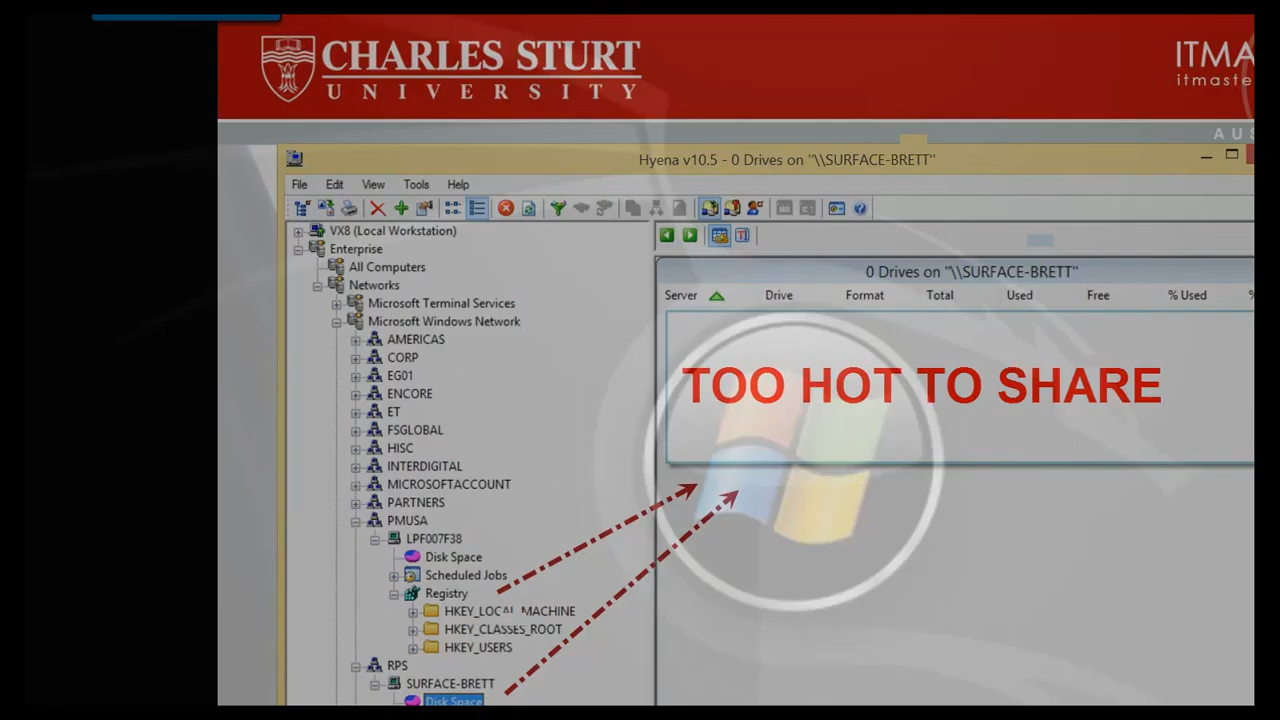 CHARLES STURT
UNIVERSITY
ITMA
itmaste
AUS
Hyena v10.5 - 0 Drives on "\\SURFACE-BRETT"
File Edit View Tools Help
VX8 (Local Workstation)
Enterprise
All Computers
Networks
Microsoft Terminal Services
Microsoft Windows Network
AMERICAS
CORP
EG01
ENCORE
ET
FSGLOBAL
HISC
INTERDIGITAL
MICROSOFTACCOUNT
PARTNERS
PMUSA
LPF007F38
Disk Space
Scheduled Jobs
Registry
HKEY_LOCAL_MACHINE
HKEY_CLASSES_ROOT
HKEY_USERS
RPS
SURFACE-BRETT
Disk Space
0 Drives on "\\SURFACE-BRETT"
Server Drive Format Total Used Free % Used %
TOO HOT TO SHARE